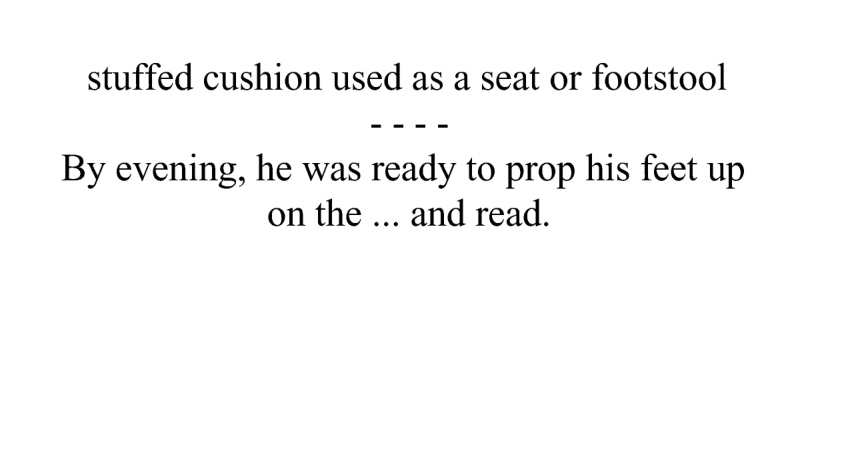 stuffed cushion used as a seat or footstool
- - - -
By evening, he was ready to prop his feet up
on the ... and read.